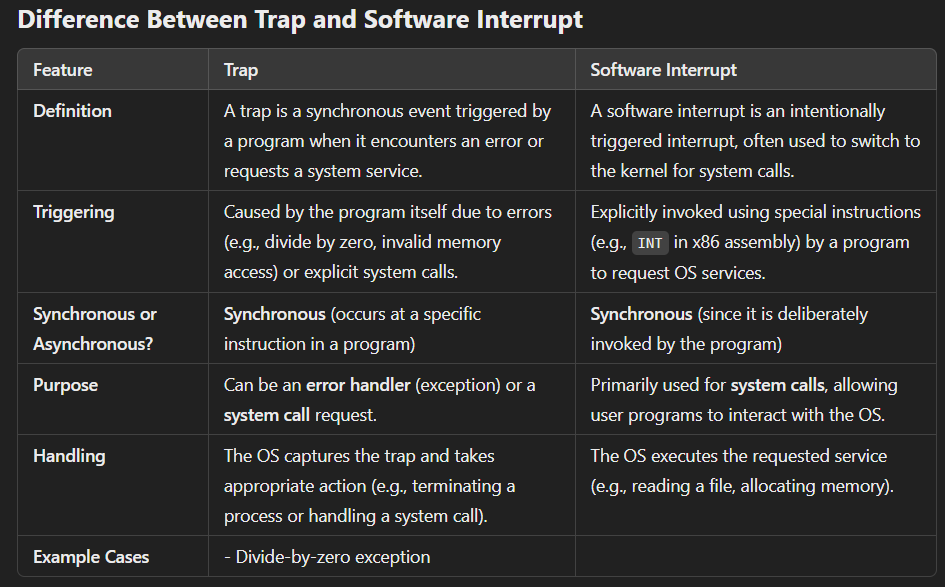 Difference Between Trap and Software Interrupt
Feature
Trap
Software Interrupt
Definition
A trap is a synchronous event triggered by
a program when it encounters an error or
requests a system service.
A software interrupt is an intentionally
triggered interrupt, often used to switch to
the kernel for system calls.
Triggering
Caused by the program itself due to errors
(e.g., divide by zero, invalid memory
access) or explicit system calls.
Explicitly invoked using special instructions
(e.g., INT in x86 assembly) by a program
to request OS services.
Synchronous or
Asynchronous?
Synchronous (occurs at a specific
instruction in a program)
Synchronous (since it is deliberately
invoked by the program)
Purpose
Can be an error handler (exception) or a
system call request.
Primarily used for system calls, allowing
user programs to interact with the OS.
Handling
The OS captures the trap and takes
appropriate action (e.g., terminating a
process or handling a system call).
The OS executes the requested service
(e.g., reading a file, allocating memory).
Example Cases
- Divide-by-zero exception